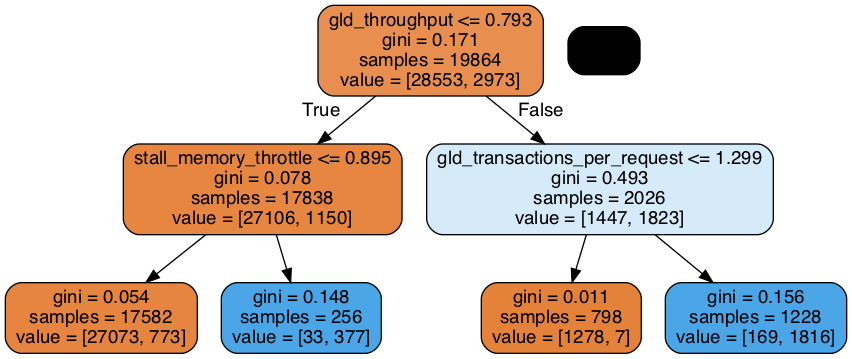 gld_throughput <= 0.793
gini = 0.171
samples = 19864
value = [28553, 2973]
True
False
stall_memory_throttle <= 0.895
gini = 0.078
samples = 17838
value = [27106, 1150]
gld_transactions_per_request <= 1.299
gini = 0.493
samples = 2026
value = [1447, 1823]
gini = 0.054
samples = 17582
value = [27073, 773]
gini = 0.148
samples = 256
value = [33, 377]
gini = 0.011
samples = 798
value = [1278, 7]
gini = 0.156
samples = 1228
value = [169, 1816]